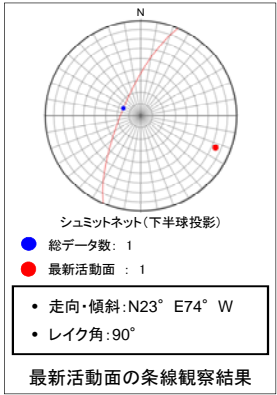 N
シュミットネット(下半球投影)
総データ数: 1
最新活動面 : 1
• 走向・傾斜:N23° E74° W
• レイク角:90°
最新活動面の条線観察結果